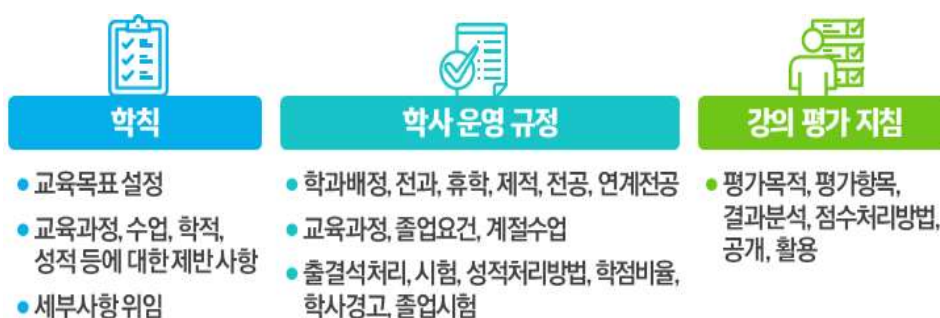 학칙
• 교육목표 설정
• 교육과정, 수업, 학적,
성적 등에 대한 제반 사항
• 세부사항 위임
학사 운영 규정
• 학과배정, 전과, 휴학, 제적, 전공, 연계전공
• 교육과정, 졸업요건, 계절수업
• 출결석처리, 시험, 성적처리방법, 학점비율,
학사경고, 졸업시험
강의 평가 지침
• 평가목적, 평가항목,
결과분석, 점수처리방법,
공개, 활용